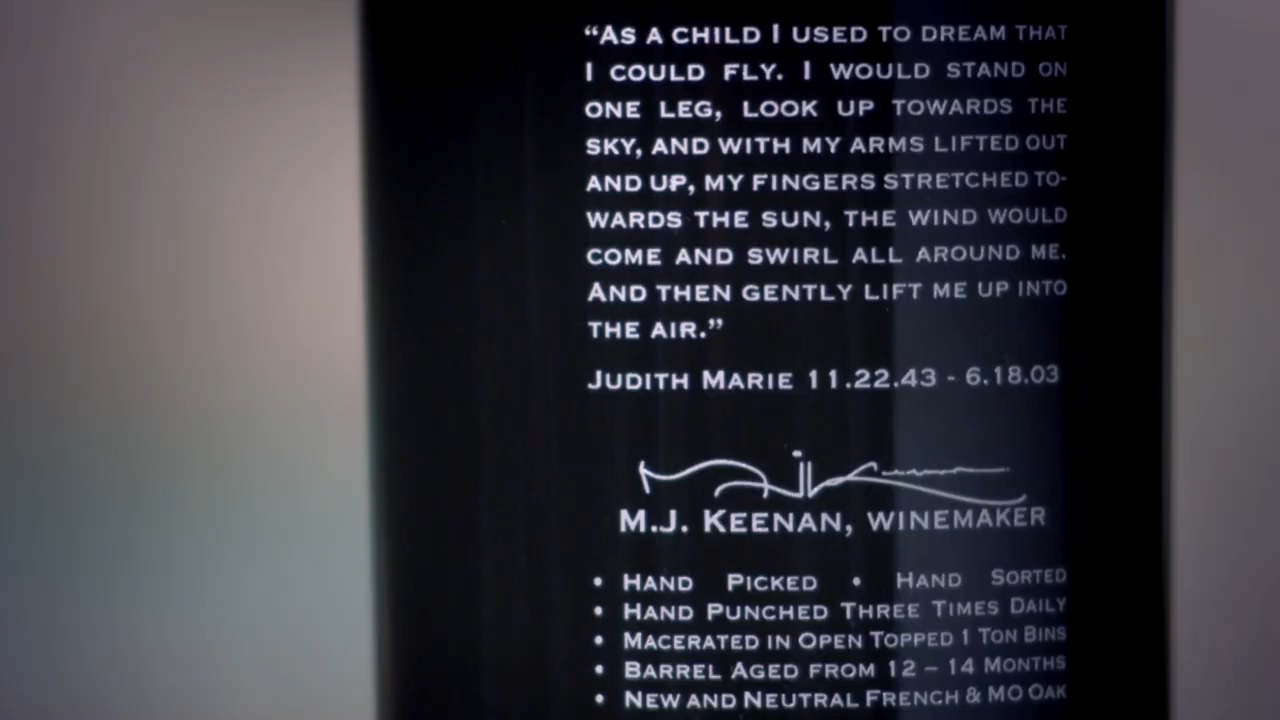 “As a child I used to dream that
I could fly. I would stand on
one leg, look up towards the
sky, and with my arms lifted out
and up, my fingers stretched to-
wards the sun, the wind would
come and swirl all around me.
And then gently lift me up into
the air.”
Judith Marie 11.22.43 - 6.18.03
M.J. Keenan, winemaker
• Hand Picked • Hand Sorted
• Hand Punched Three Times Daily
• Macerated in Open Topped 1 Ton Bins
• Barrel Aged from 12 – 14 Months
• New and Neutral French & MO Oak